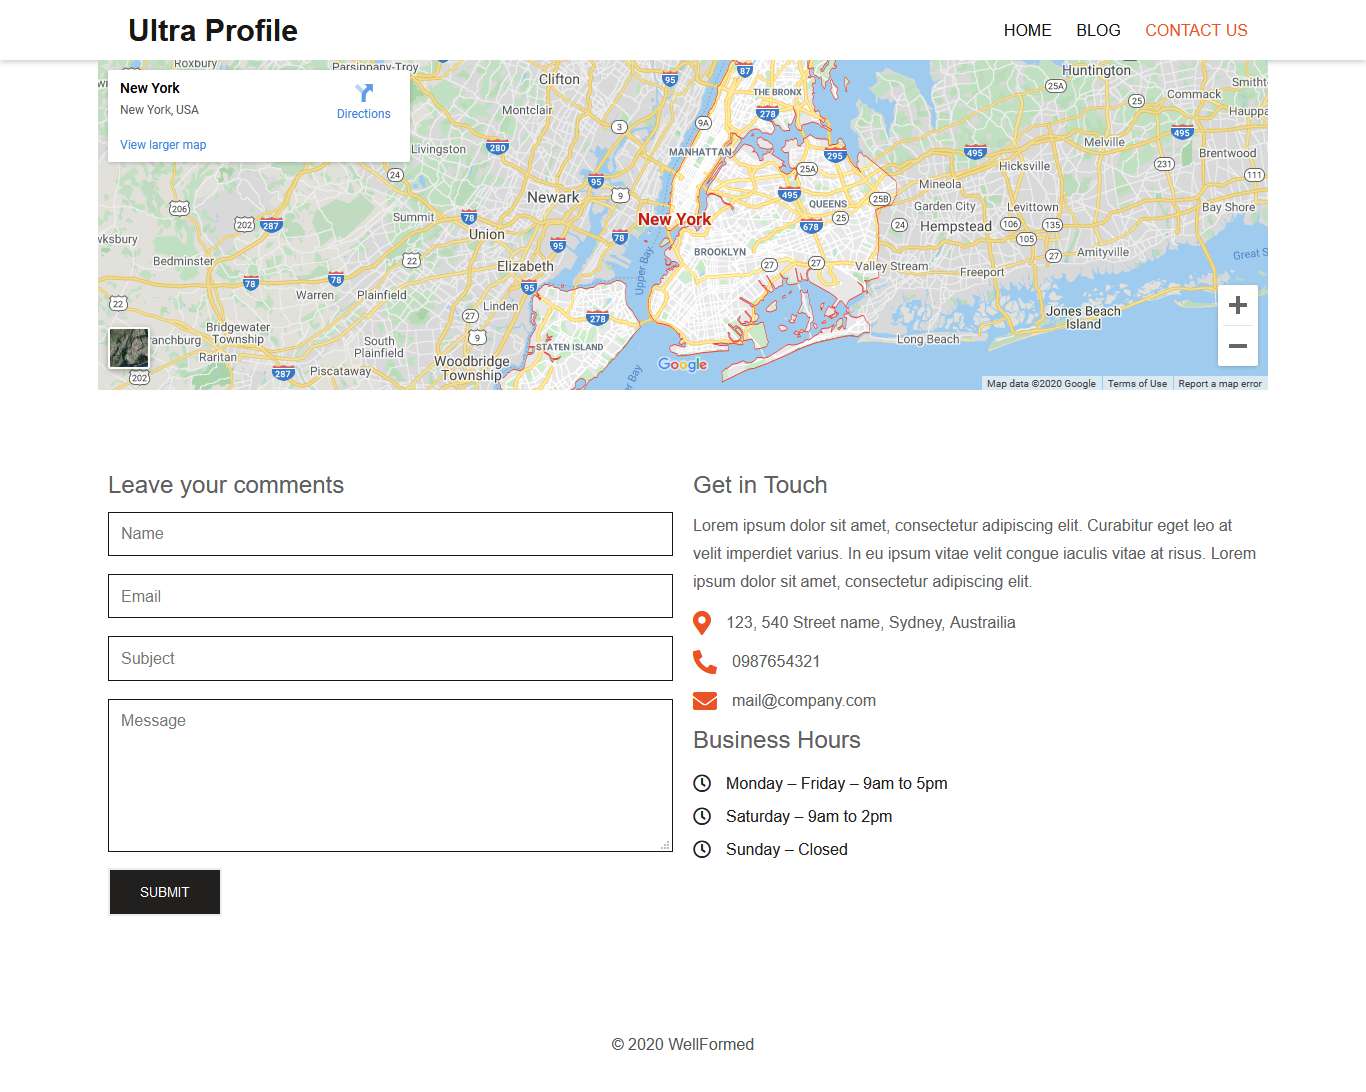 Ultra Profile
HOME BLOG CONTACT US
New York
New York, USA
Directions
View larger map
Roxbury
Parsippany-Troy
Clifton
Montclair
Livingston
Newark
Summit
Union
Elizabeth
Bedminster
Warren
Plainfield
Linden
Bridgewater
Township
South
Plainfield
Raritan
Piscataway
Woodbridge
Township
THE BRONX
MANHATTAN
QUEENS
New York
BROOKLYN
STATEN ISLAND
Upper Bay
Huntington
Commack
Melville
Brentwood
Hicksville
Mineola
Garden City
Levittown
Bay Shore
Hempstead
Amityville
Valley Stream
Freeport
Jones Beach
Island
Long Beach
Google
Map data ©2020 Google
Terms of Use
Report a map error
Leave your comments
Name
Email
Subject
Message
SUBMIT
Get in Touch
Lorem ipsum dolor sit amet, consectetur adipiscing elit. Curabitur eget leo at
velit imperdiet varius. In eu ipsum vitae velit congue iaculis vitae at risus. Lorem
ipsum dolor sit amet, consectetur adipiscing elit.
123, 540 Street name, Sydney, Austrailia
0987654321
mail@company.com
Business Hours
Monday – Friday – 9am to 5pm
Saturday – 9am to 2pm
Sunday – Closed
© 2020 WellFormed